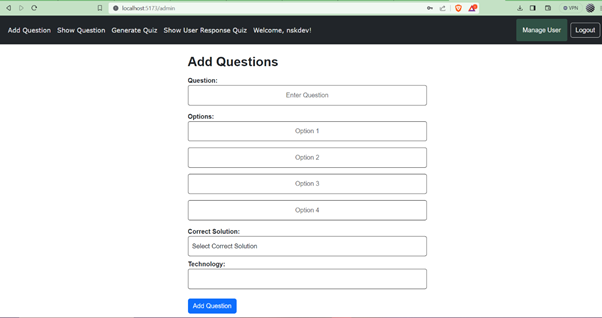 localhost:5173/admin
VPN
Add Question Show Question Generate Quiz Show User Response Quiz Welcome, nskdev! Manage User Logout
Add Questions
Question:
Enter Question
Options:
Option 1
Option 2
Option 3
Option 4
Correct Solution:
Select Correct Solution
Technology:
Add Question